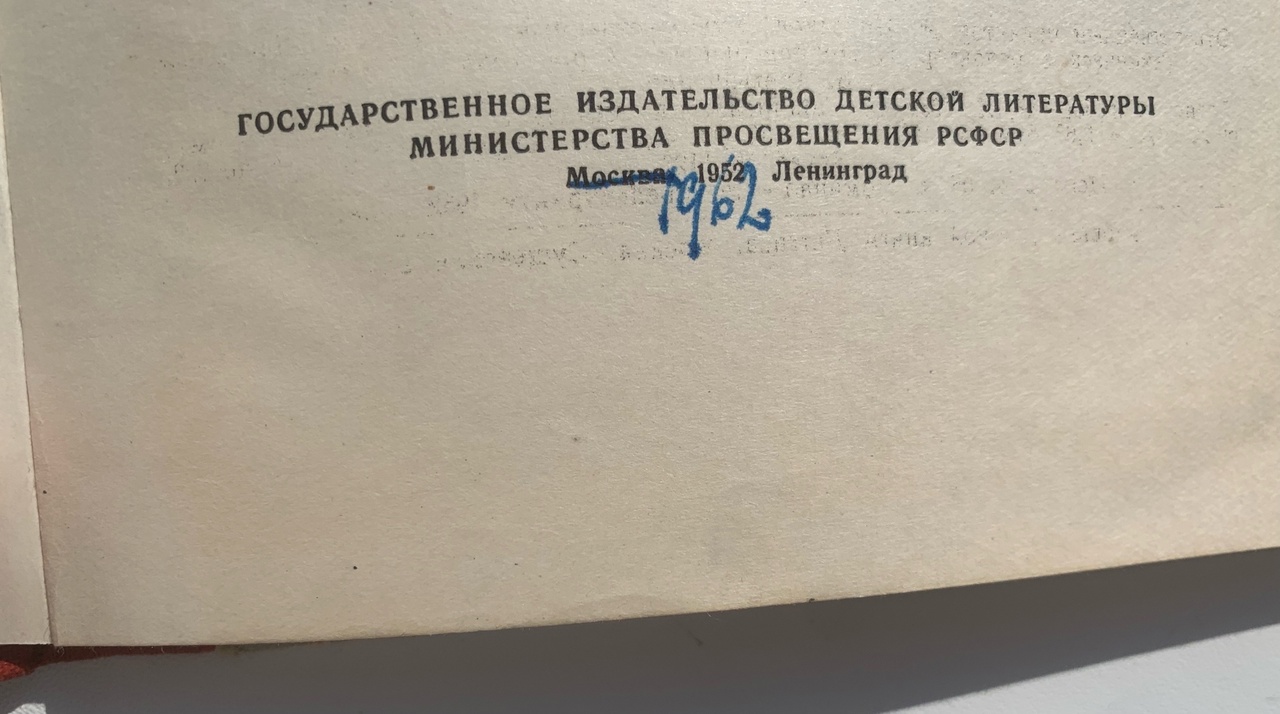 ГОСУДАРСТВЕННОЕ ИЗДАТЕЛЬСТВО ДЕТСКОЙ ЛИТЕРАТУРЫ
МИНИСТЕРСТВА ПРОСВЕЩЕНИЯ РСФСР
Москва 1952 Ленинград
1962